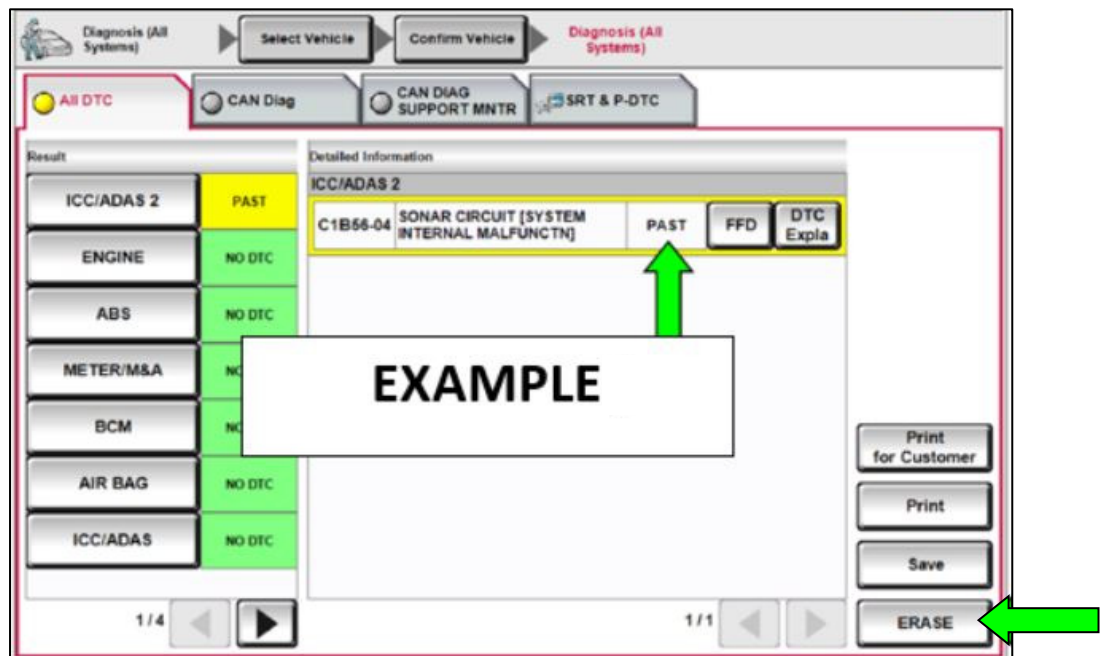 Diagnosis (All
Systems)
Select Vehicle
Confirm Vehicle
Diagnosis (All
Systems)
All DTC
CAN Diag
CAN DIAG
SUPPORT MNTR
SRT & P-DTC
Result
Detailed Information
ICC/ADAS 2
PAST
ICC/ADAS 2
C1B56-04
SONAR CIRCUIT [SYSTEM
INTERNAL MALFUNCTN]
PAST
FFD
DTC
Expla
ENGINE
NO DTC
ABS
NO DTC
METER/M&A
EXAMPLE
BCM
AIR BAG
NO DTC
ICC/ADAS
NO DTC
Print
for Customer
Print
Save
1/4
1/1
ERASE